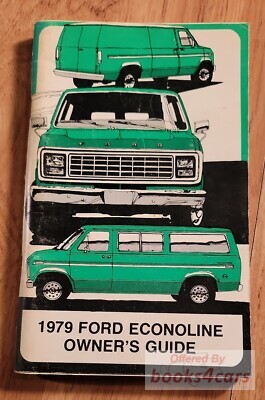 FORD
1979 FORD ECONOLINE
OWNER'S GUIDE
Offered By
books4cars